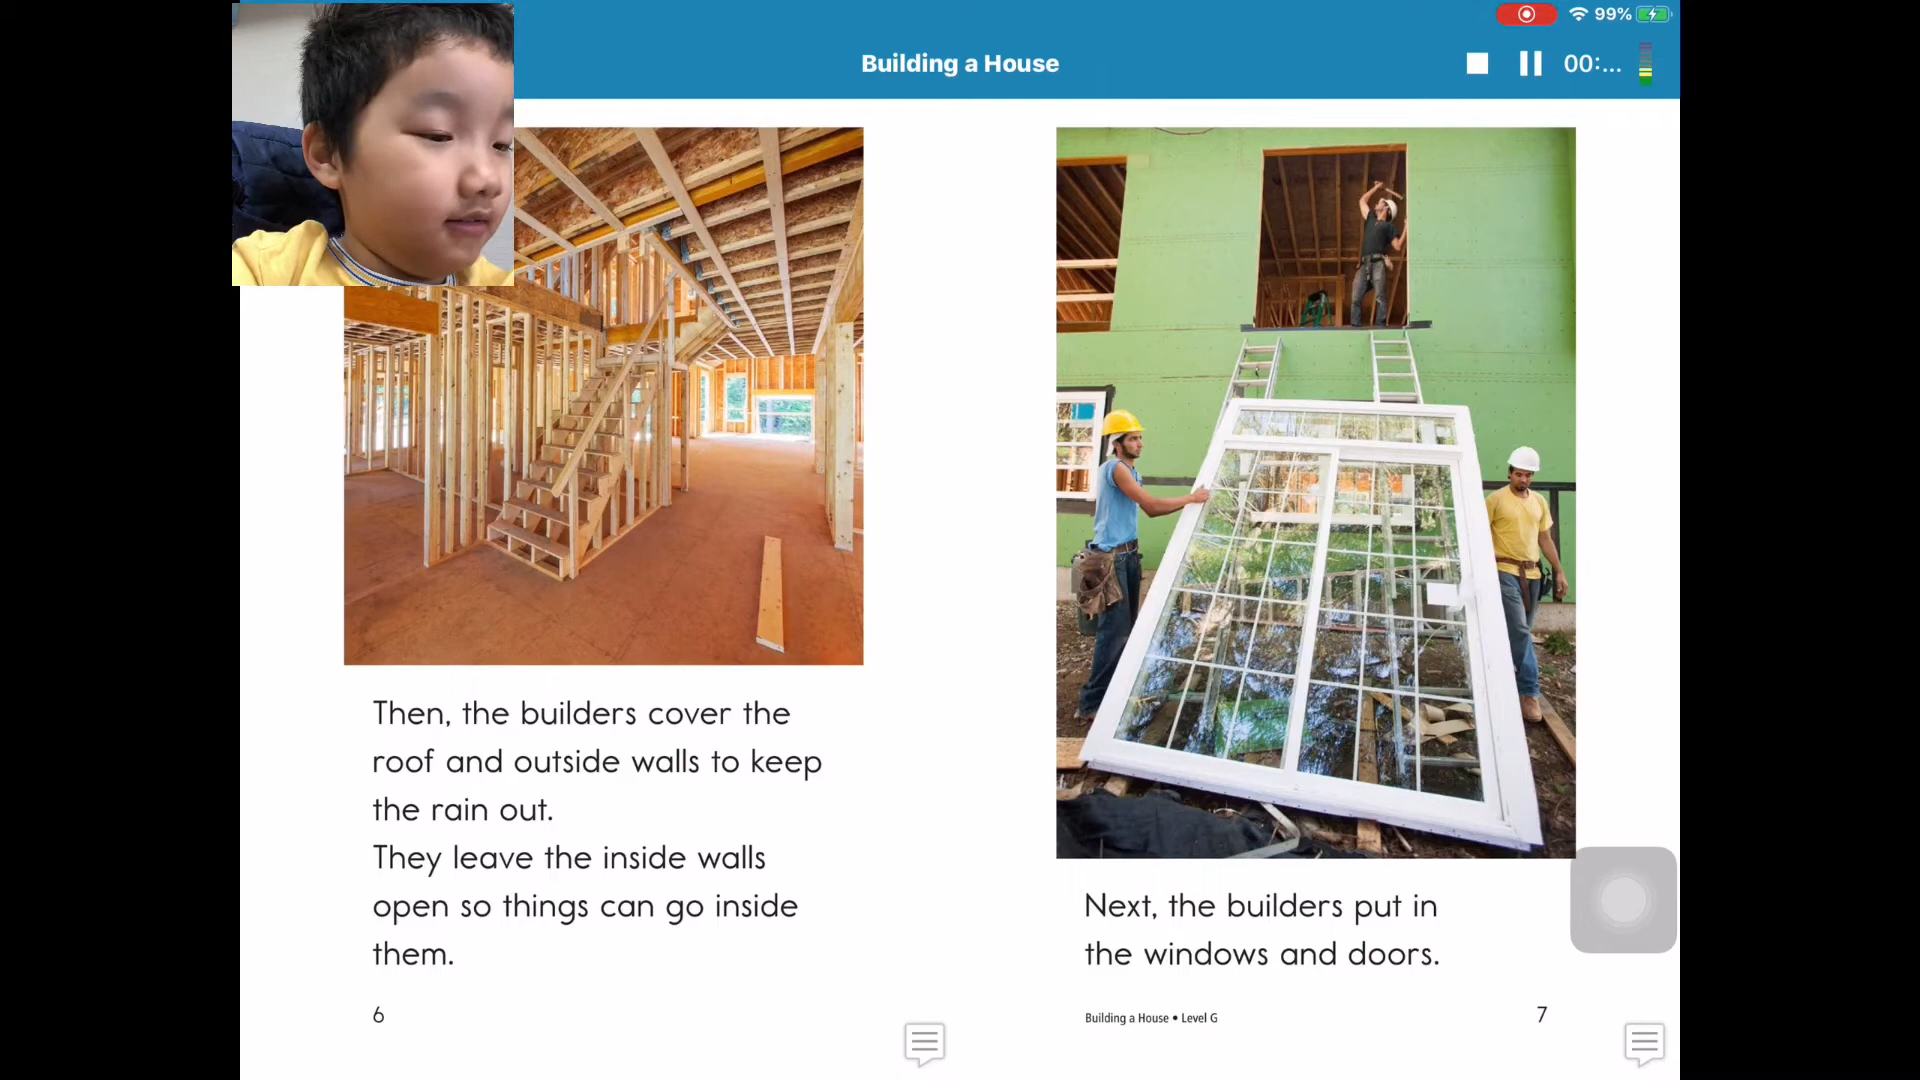 99%
Building a House
00:...
Then, the builders cover the
roof and outside walls to keep
the rain out.
They leave the inside walls
open so things can go inside
them.
6
Next, the builders put in
the windows and doors.
Building a House • Level G
7